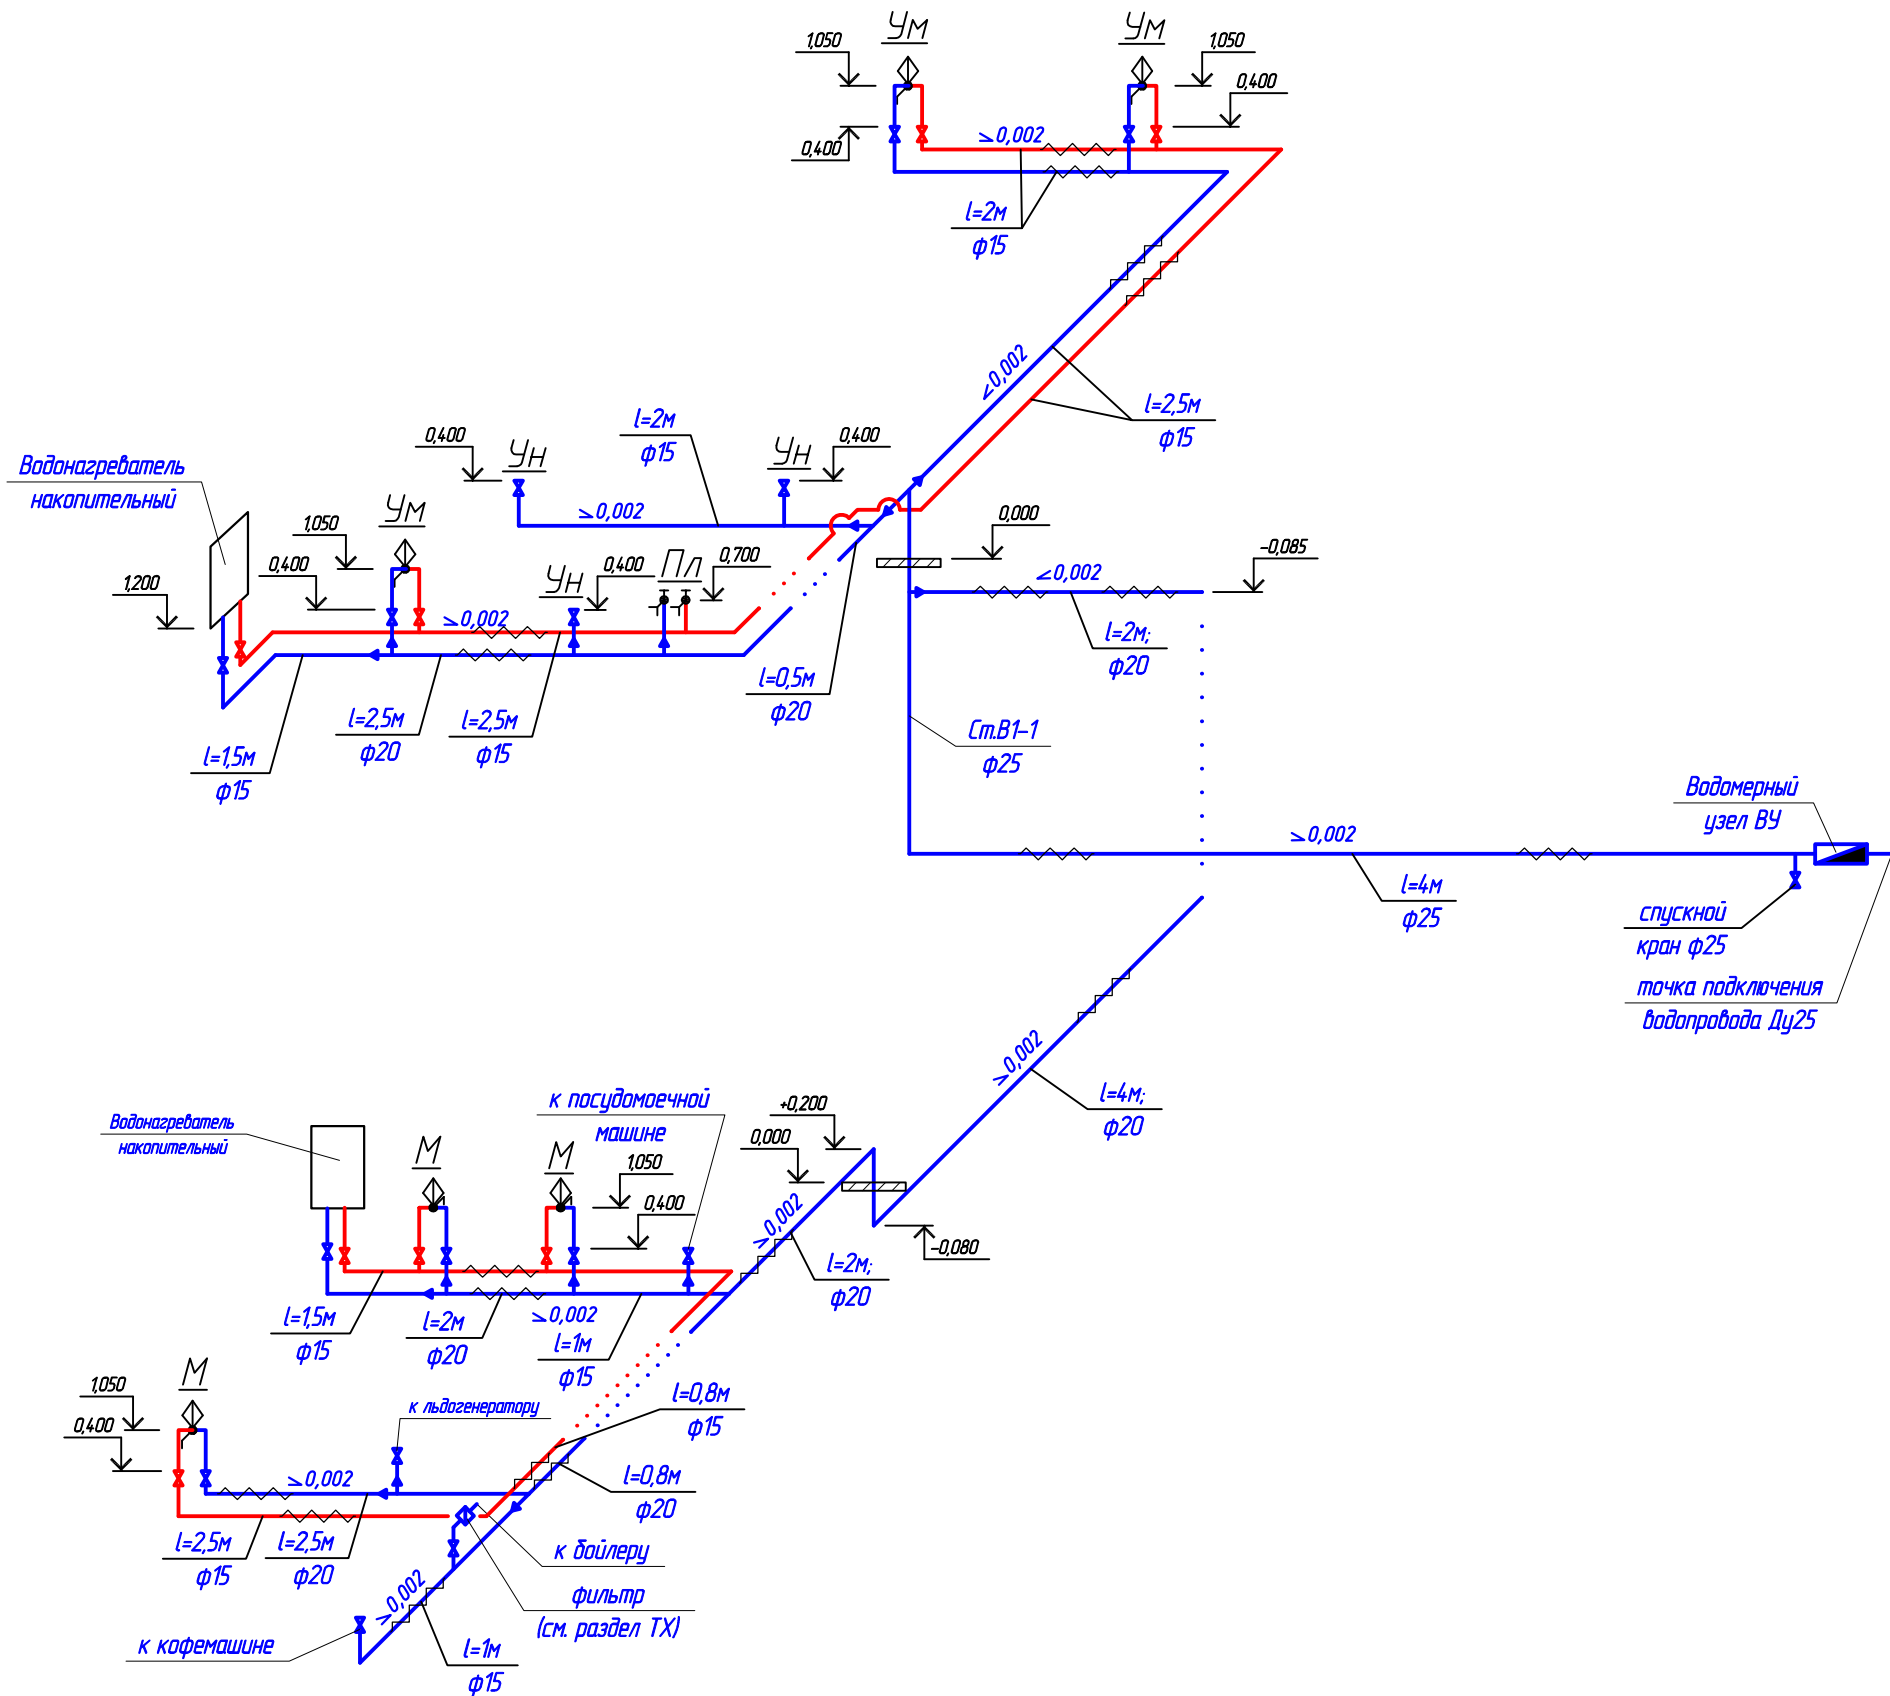 Ум
Ум
1,050
1,050
0,400
0,400
≥0,002
l=2м
ф15
≤0,002
l=2,5м
ф15
l=2м
ф15
0,400
Ун
Ун
0,400
Водонагреватель
накопительный
Ум
1,050
≥0,002
0,000
-0,085
0,400
Ун
0,400
Пл
0,700
1,200
≥0,002
≤0,002
l=2м;
ф20
l=0,5м
ф20
l=2,5м
ф20
l=2,5м
ф15
l=1,5м
ф15
Ст.В1-1
ф25
Водомерный
узел ВУ
≥0,002
l=4м
ф25
спускной
кран ф25
точка подключения
водопровода Ду25
≥0,002
l=4м;
ф20
к посудомоечной
машине
+0,200
0,000
Водонагреватель
накопительный
М
М
1,050
0,400
≥0,002
-0,080
l=2м;
ф20
l=1,5м
ф15
l=2м
ф20
≥0,002
l=1м
ф15
М
1,050
0,400
к льдогенератору
l=0,8м
ф15
≥0,002
l=0,8м
ф20
l=2,5м
ф15
l=2,5м
ф20
к бойлеру
≥0,002
фильтр
(см. раздел ТХ)
к кофемашине
l=1м
ф15